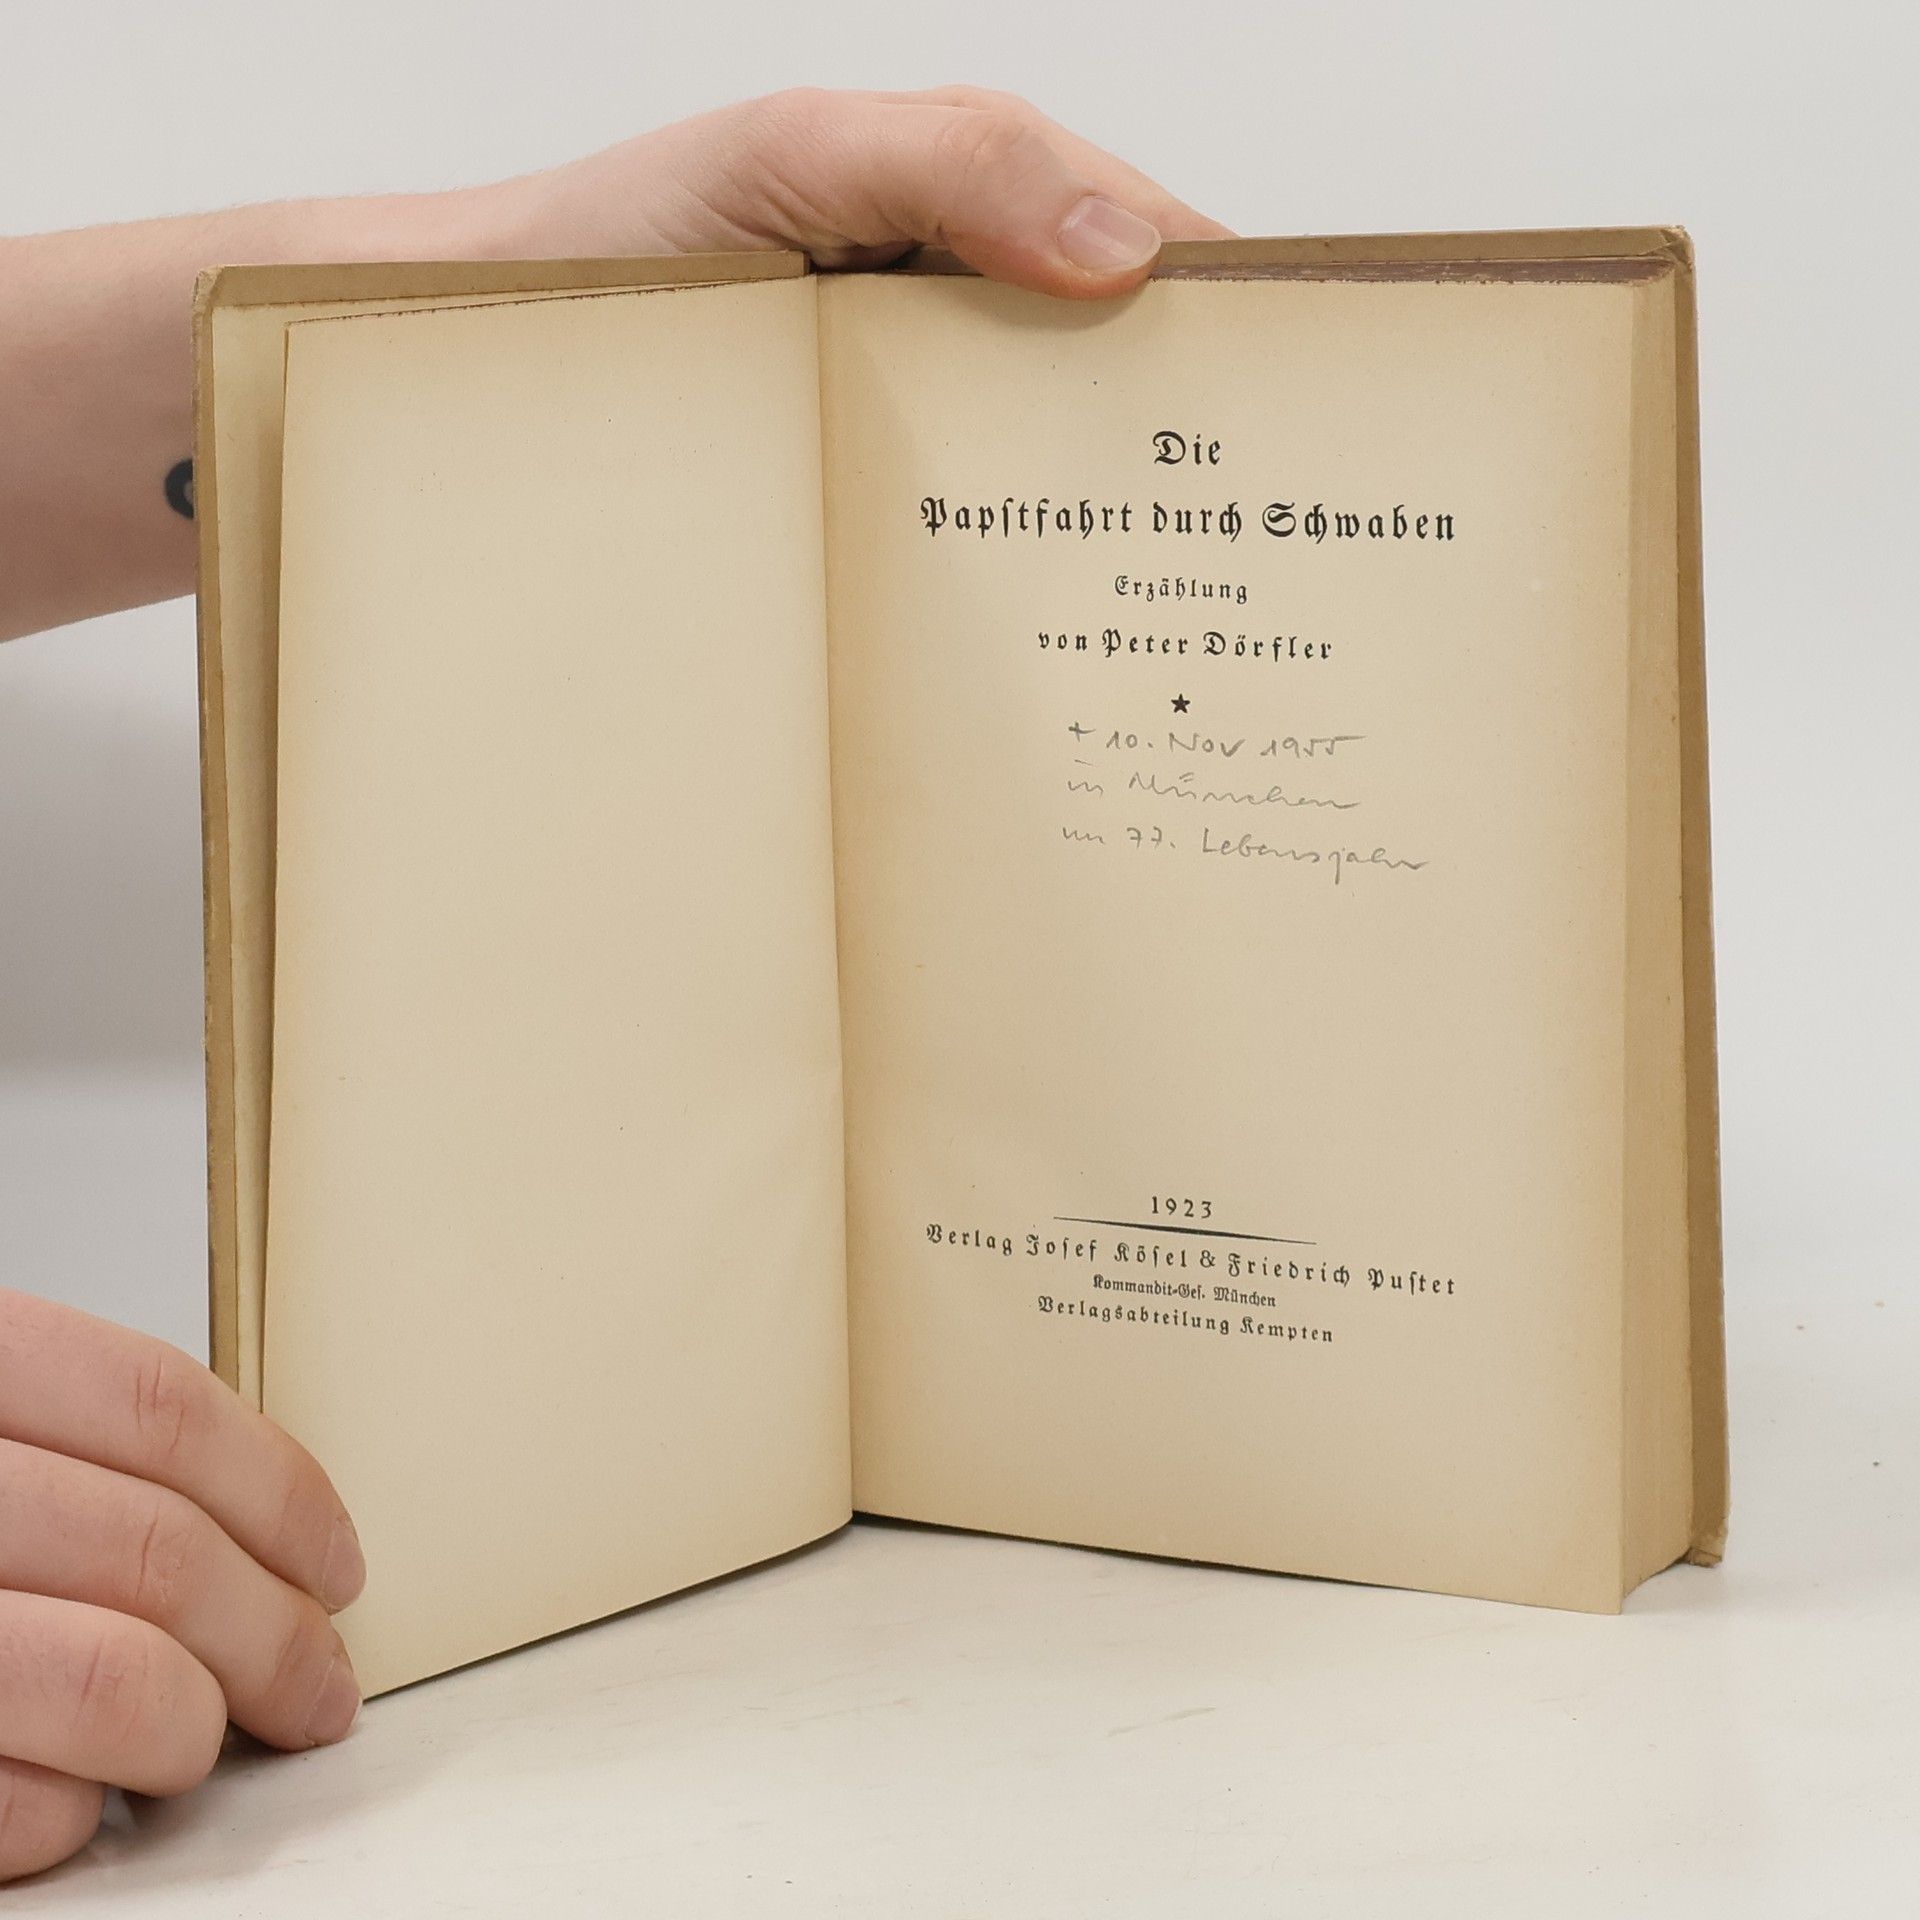 Die
Papſtfahrt durch Schwaben
Erzählung
von Peter Dörfler
★
+ 10. Nov 1955
in München
im 77. Lebensjahr
1923
Verlag Joſef Köſel & Friedrich Puſtet
Kommandit-Geſ. München
Verlagsabteilung Kempten